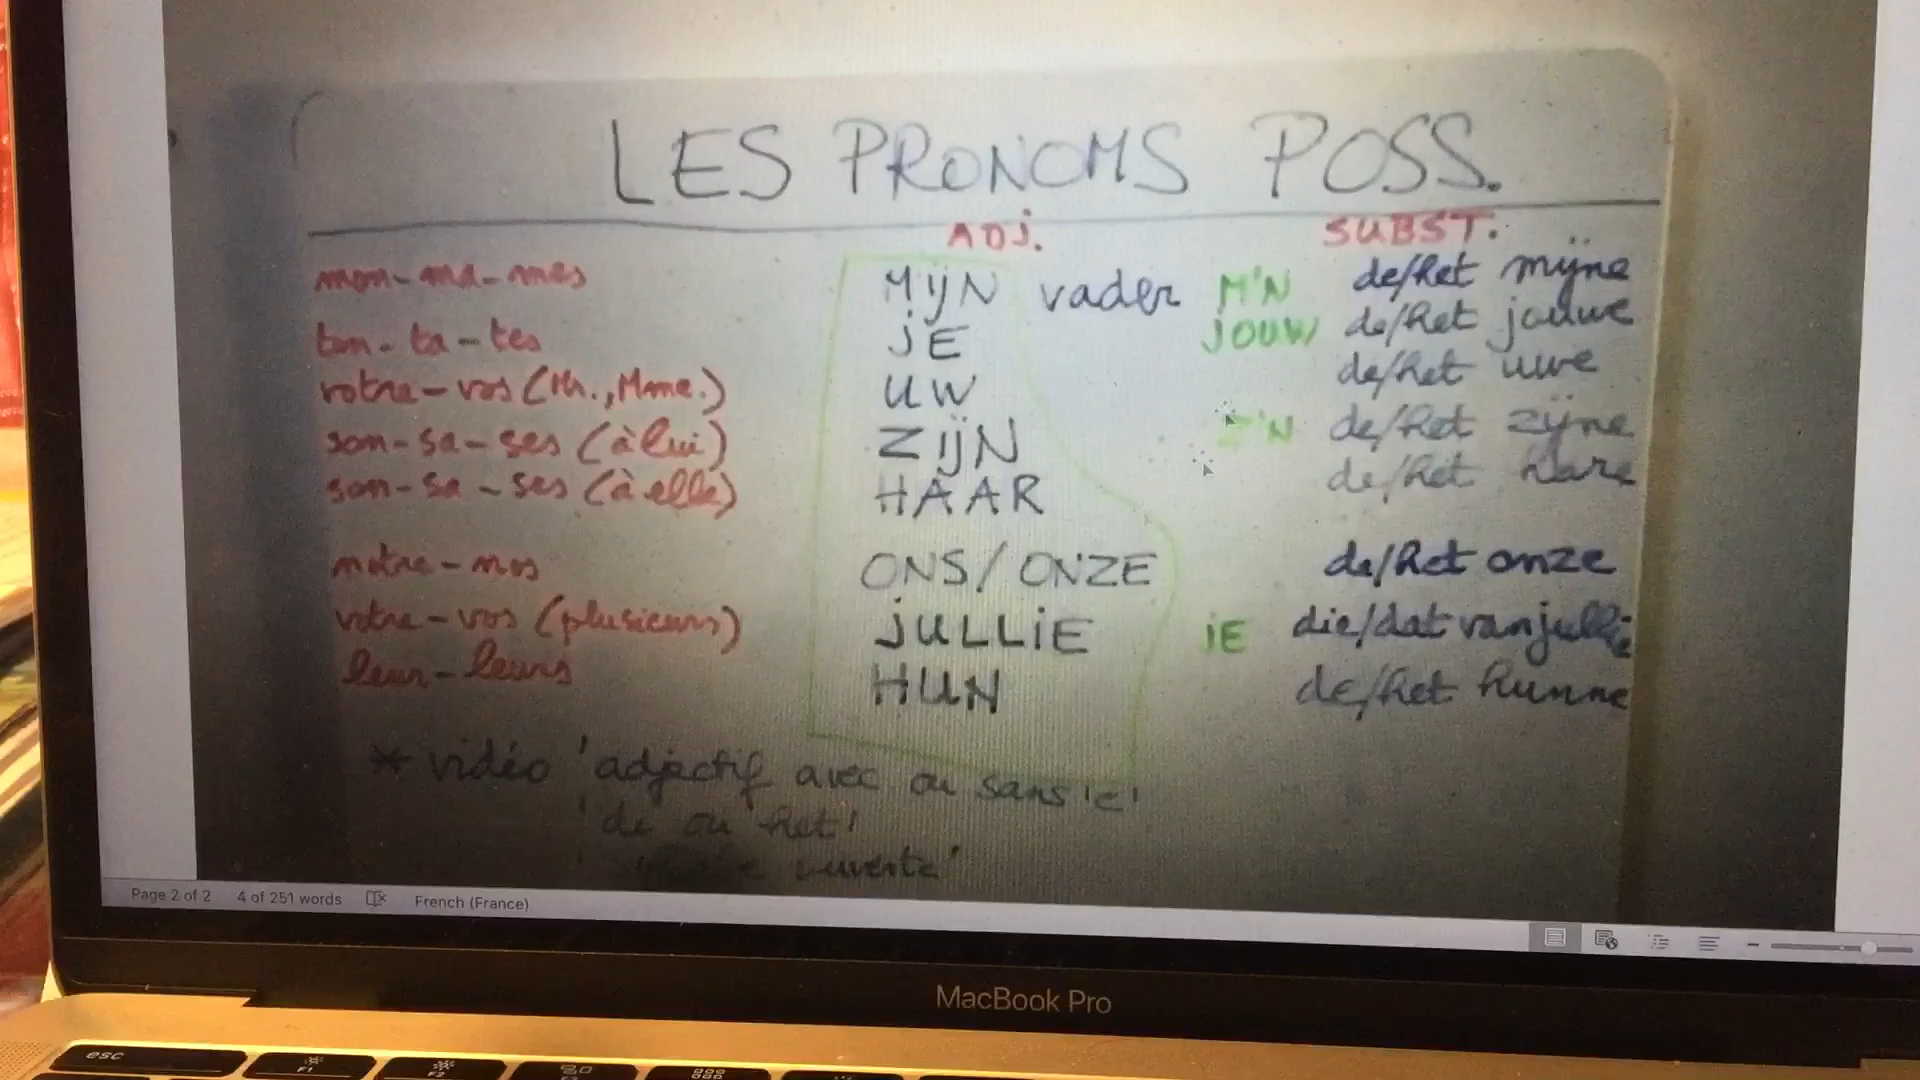 LES PRONOMS POSS.
ADJ. SUBST.
mon-ma-mes MIJN vader M'N de/het mijne
ton-ta-tes JE JOUW de/het jouwe
votre-vos (Mr., Mme.) UW de/het uwe
son-sa-ses (à lui) ZIJN Z'N de/het zijne
son-sa-ses (à elle) HAAR de/het hare
notre-nos ONS/ONZE de/het onze
votre-vos (plusieurs) JULLIE JE die/dat van jullie
leur-leurs HUN de/het hunne
* vidéo 'adjectif avec ou sans 'e'
'de ou het'
ouverte'
Page 2 of 2 4 of 251 words French (France)
MacBook Pro
esc F1 F2